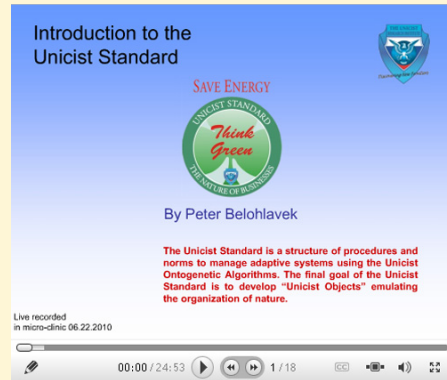 Introduction to the
Unicist Standard
SAVE ENERGY
UNICIST STANDARD
Think
Green
THE NATURE OF BUSINESSES
By Peter Belohlavek
The Unicist Standard is a structure of procedures and
norms to manage adaptive systems using the Unicist
Ontogenetic Algorithms. The final goal of the Unicist
Standard is to develop “Unicist Objects” emulating
the organization of nature.
Live recorded
in micro-clinic 06.22.2010
00:00 / 24:53
1 / 18
CC